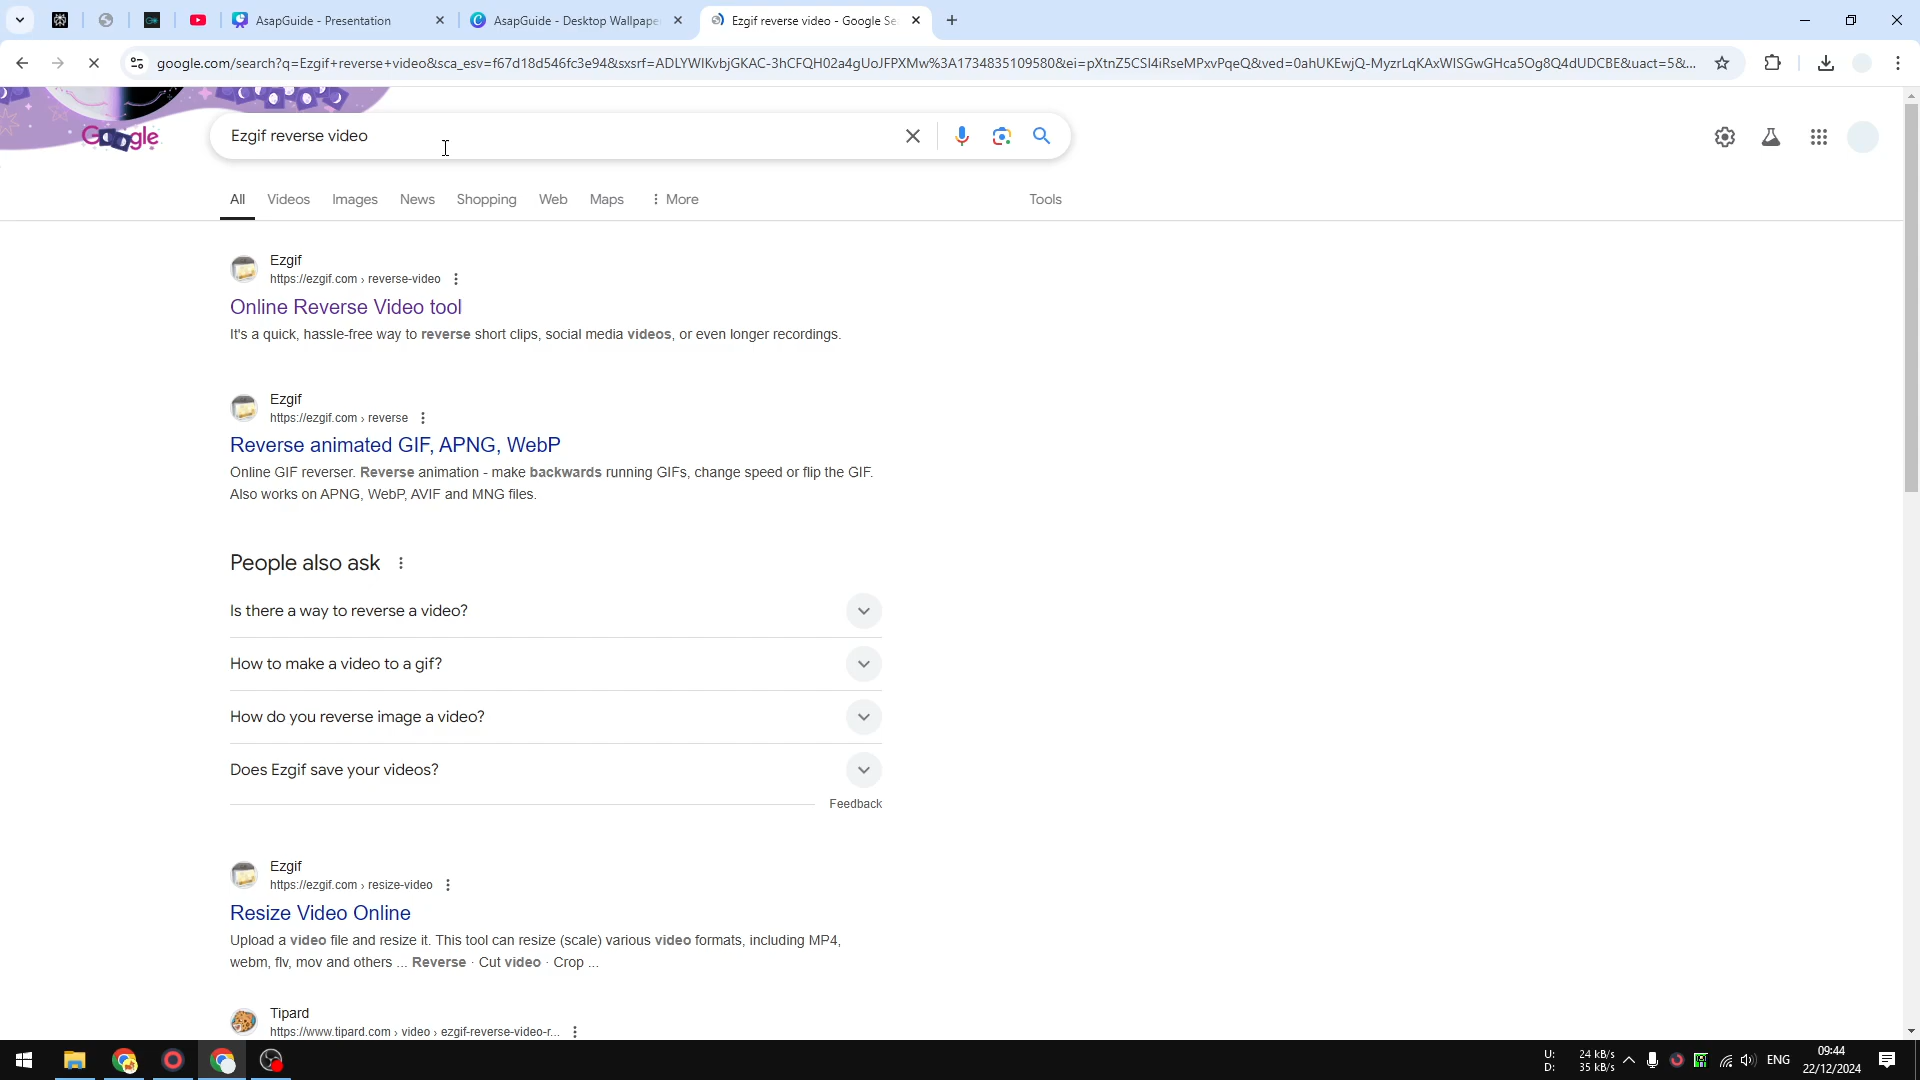 AsapGuide - Presentation
AsapGuide - Desktop Wallpape
Ezgif reverse video - Google Se
google.com/search?q=Ezgif+reverse+video&sca_esv=f67d18d546fc3e94&sxsrf=ADLYWIKvbjGKAC-3hCFQH02a4gUoJFPXMw%3A1734835109580&ei=pXtnZ5CSI4iRseMPxvPqeQ&ved=0ahUKEwjQ-MyzrLqKAxWISGwGHca5Og8Q4dUDCBE&uact=5&...
Google
Ezgif reverse video
All
Videos
Images
News
Shopping
Web
Maps
More
Tools
Ezgif
https://ezgif.com › reverse-video
Online Reverse Video tool
It's a quick, hassle-free way to reverse short clips, social media videos, or even longer recordings.
Ezgif
https://ezgif.com › reverse
Reverse animated GIF, APNG, WebP
Online GIF reverser. Reverse animation - make backwards running GIFs, change speed or flip the GIF.
Also works on APNG, WebP, AVIF and MNG files.
People also ask
Is there a way to reverse a video?
How to make a video to a gif?
How do you reverse image a video?
Does Ezgif save your videos?
Feedback
Ezgif
https://ezgif.com › resize-video
Resize Video Online
Upload a video file and resize it. This tool can resize (scale) various video formats, including MP4,
webm, flv, mov and others ... Reverse · Cut video · Crop ...
Tipard
https://www.tipard.com › video › ezgif-reverse-video-r...
U: 24 kB/s
D: 35 kB/s
ENG
09:44
22/12/2024